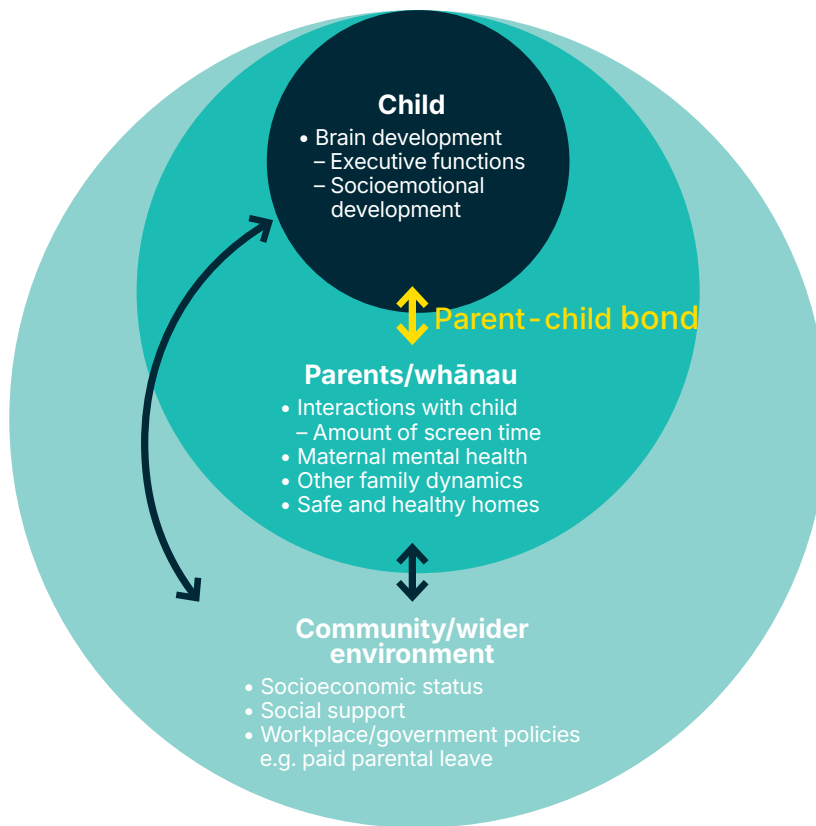 Child
• Brain development
– Executive functions
– Socioemotional
development
Parent-child bond
Parents/whānau
• Interactions with child
– Amount of screen time
• Maternal mental health
• Other family dynamics
• Safe and healthy homes
Community/wider
environment
• Socioeconomic status
• Social support
• Workplace/government policies
e.g. paid parental leave